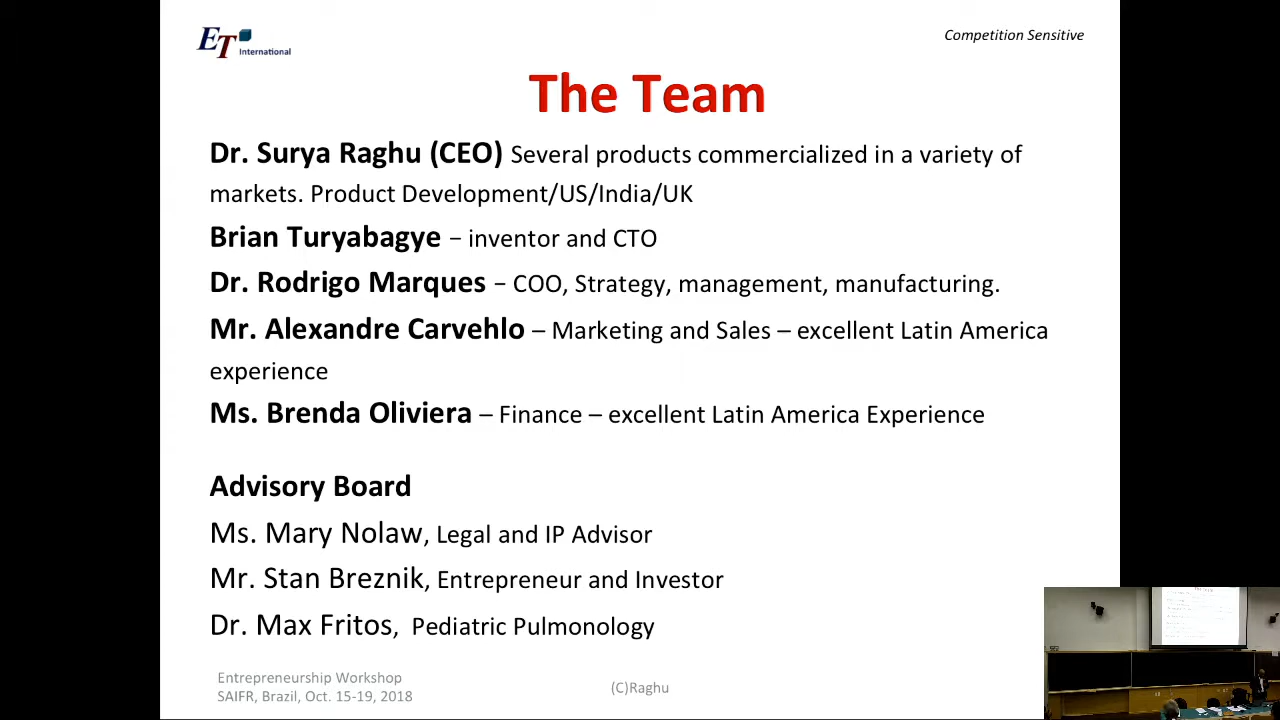 ET International
Competition Sensitive
The Team
Dr. Surya Raghu (CEO) Several products commercialized in a variety of
markets. Product Development/US/India/UK
Brian Turyabagye – inventor and CTO
Dr. Rodrigo Marques – COO, Strategy, management, manufacturing.
Mr. Alexandre Carvehlo – Marketing and Sales – excellent Latin America
experience
Ms. Brenda Oliviera – Finance – excellent Latin America Experience
Advisory Board
Ms. Mary Nolaw, Legal and IP Advisor
Mr. Stan Breznik, Entrepreneur and Investor
Dr. Max Fritos, Pediatric Pulmonology
Entrepreneurship Workshop
SAIFR, Brazil, Oct. 15-19, 2018
(C)Raghu